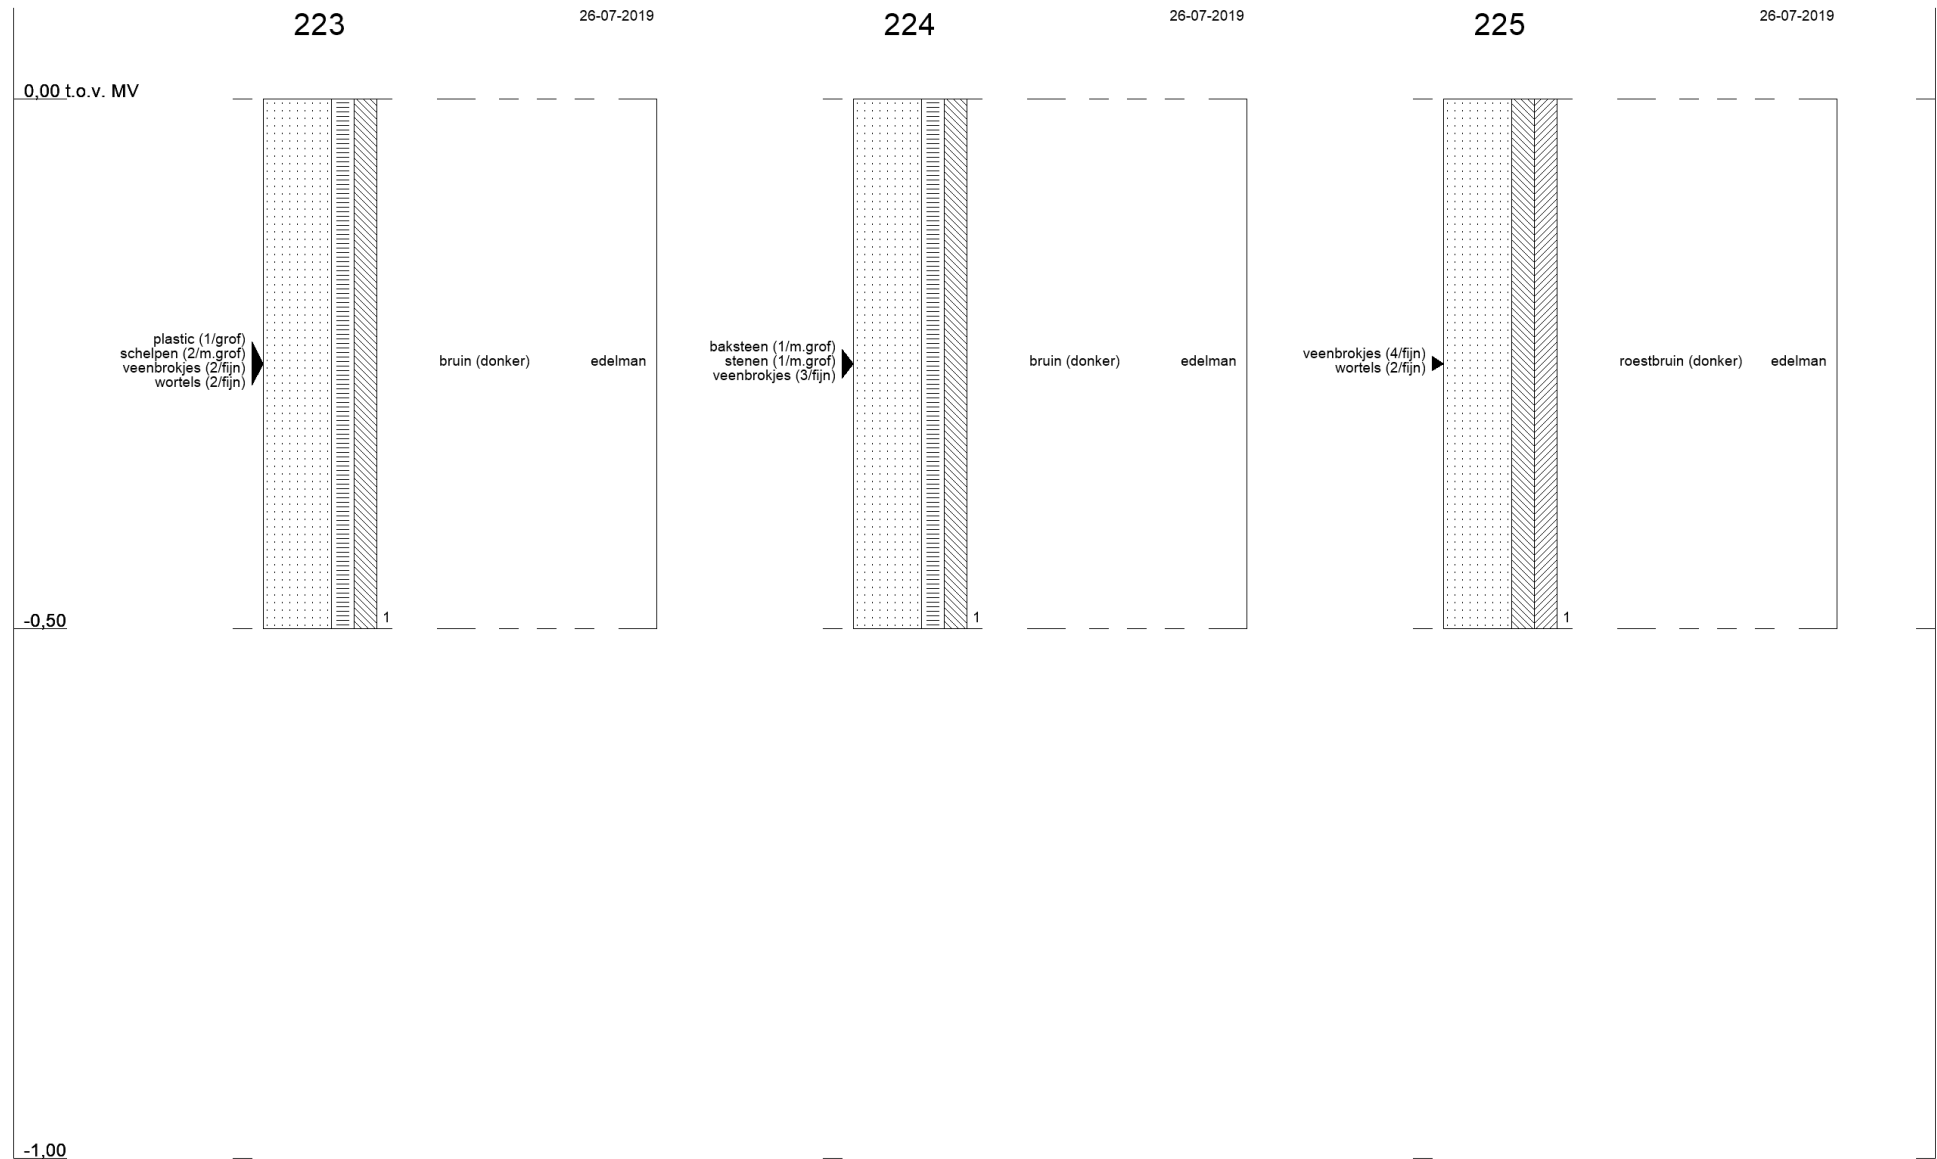 223
26-07-2019
224
26-07-2019
225
26-07-2019
0,00 t.o.v. MV
plastic (1/grof)
schelpen (2/m.grof)
veenbrokjes (2/fijn)
wortels (2/fijn)
bruin (donker)
edelman
1
baksteen (1/m.grof)
stenen (1/m.grof)
veenbrokjes (3/fijn)
bruin (donker)
edelman
1
veenbrokjes (4/fijn)
wortels (2/fijn)
roestbruin (donker)
edelman
1
-0,50
-1,00